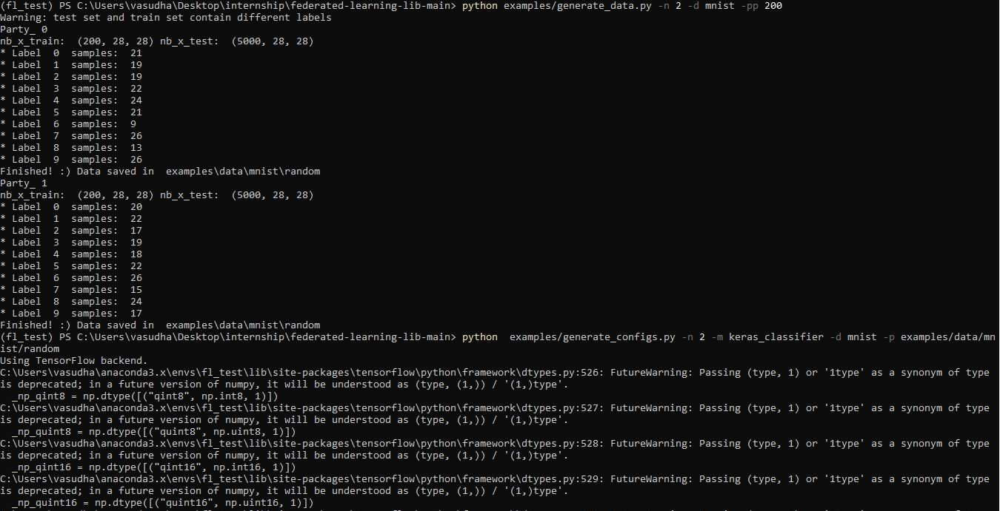 (fl_test) PS C:\Users\vasudha\Desktop\internship\federated-learning-lib-main> python examples/generate_data.py -n 2 -d mnist -pp 200
Warning: test set and train set contain different labels
Party_ 0
nb_x_train:  (200, 28, 28) nb_x_test:  (5000, 28, 28)
* Label  0  samples:  21
* Label  1  samples:  19
* Label  2  samples:  19
* Label  3  samples:  22
* Label  4  samples:  24
* Label  5  samples:  21
* Label  6  samples:  9
* Label  7  samples:  26
* Label  8  samples:  13
* Label  9  samples:  26
Finished! :) Data saved in  examples\data\mnist\random
Party_ 1
nb_x_train:  (200, 28, 28) nb_x_test:  (5000, 28, 28)
* Label  0  samples:  20
* Label  1  samples:  22
* Label  2  samples:  17
* Label  3  samples:  19
* Label  4  samples:  18
* Label  5  samples:  22
* Label  6  samples:  26
* Label  7  samples:  15
* Label  8  samples:  24
* Label  9  samples:  17
Finished! :) Data saved in  examples\data\mnist\random
(fl_test) PS C:\Users\vasudha\Desktop\internship\federated-learning-lib-main> python  examples/generate_configs.py -n 2 -m keras_classifier -d mnist -p examples/data/mn
ist/random
Using TensorFlow backend.
C:\Users\vasudha\anaconda3.x\envs\fl_test\lib\site-packages\tensorflow\python\framework\dtypes.py:526: FutureWarning: Passing (type, 1) or '1type' as a synonym of type
is deprecated; in a future version of numpy, it will be understood as (type, (1,)) / '(1,)type'.
  _np_qint8 = np.dtype([("qint8", np.int8, 1)])
C:\Users\vasudha\anaconda3.x\envs\fl_test\lib\site-packages\tensorflow\python\framework\dtypes.py:527: FutureWarning: Passing (type, 1) or '1type' as a synonym of type
is deprecated; in a future version of numpy, it will be understood as (type, (1,)) / '(1,)type'.
  _np_quint8 = np.dtype([("quint8", np.uint8, 1)])
C:\Users\vasudha\anaconda3.x\envs\fl_test\lib\site-packages\tensorflow\python\framework\dtypes.py:528: FutureWarning: Passing (type, 1) or '1type' as a synonym of type
is deprecated; in a future version of numpy, it will be understood as (type, (1,)) / '(1,)type'.
  _np_qint16 = np.dtype([("qint16", np.int16, 1)])
C:\Users\vasudha\anaconda3.x\envs\fl_test\lib\site-packages\tensorflow\python\framework\dtypes.py:529: FutureWarning: Passing (type, 1) or '1type' as a synonym of type
is deprecated; in a future version of numpy, it will be understood as (type, (1,)) / '(1,)type'.
  _np_quint16 = np.dtype([("quint16", np.uint16, 1)])